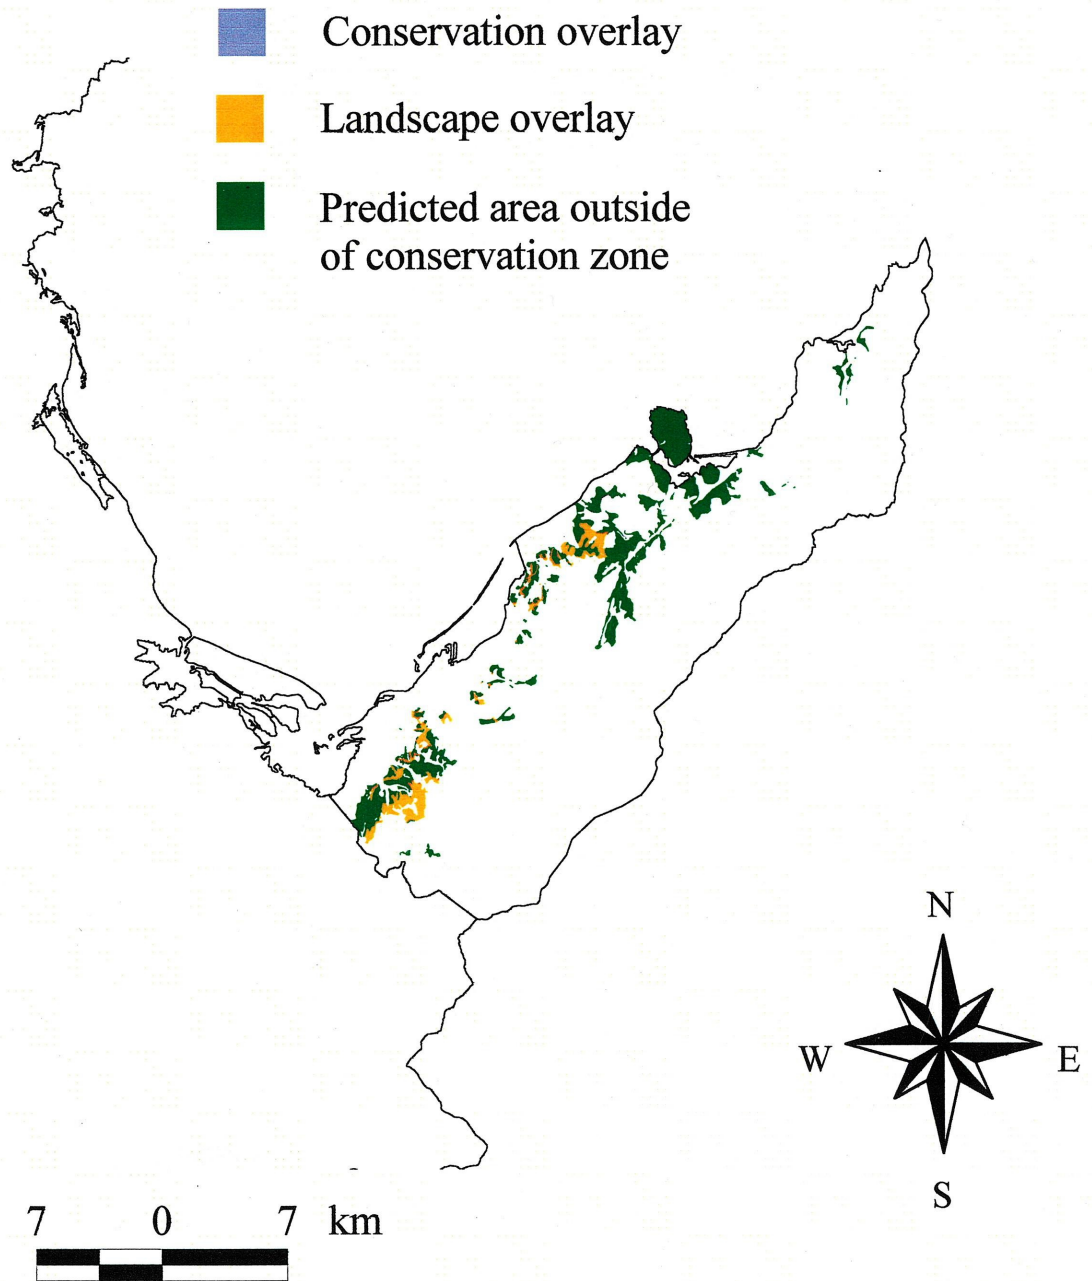 Conservation overlay
Landscape overlay
Predicted area outside
of conservation zone
N
W E
S
7 0 7 km